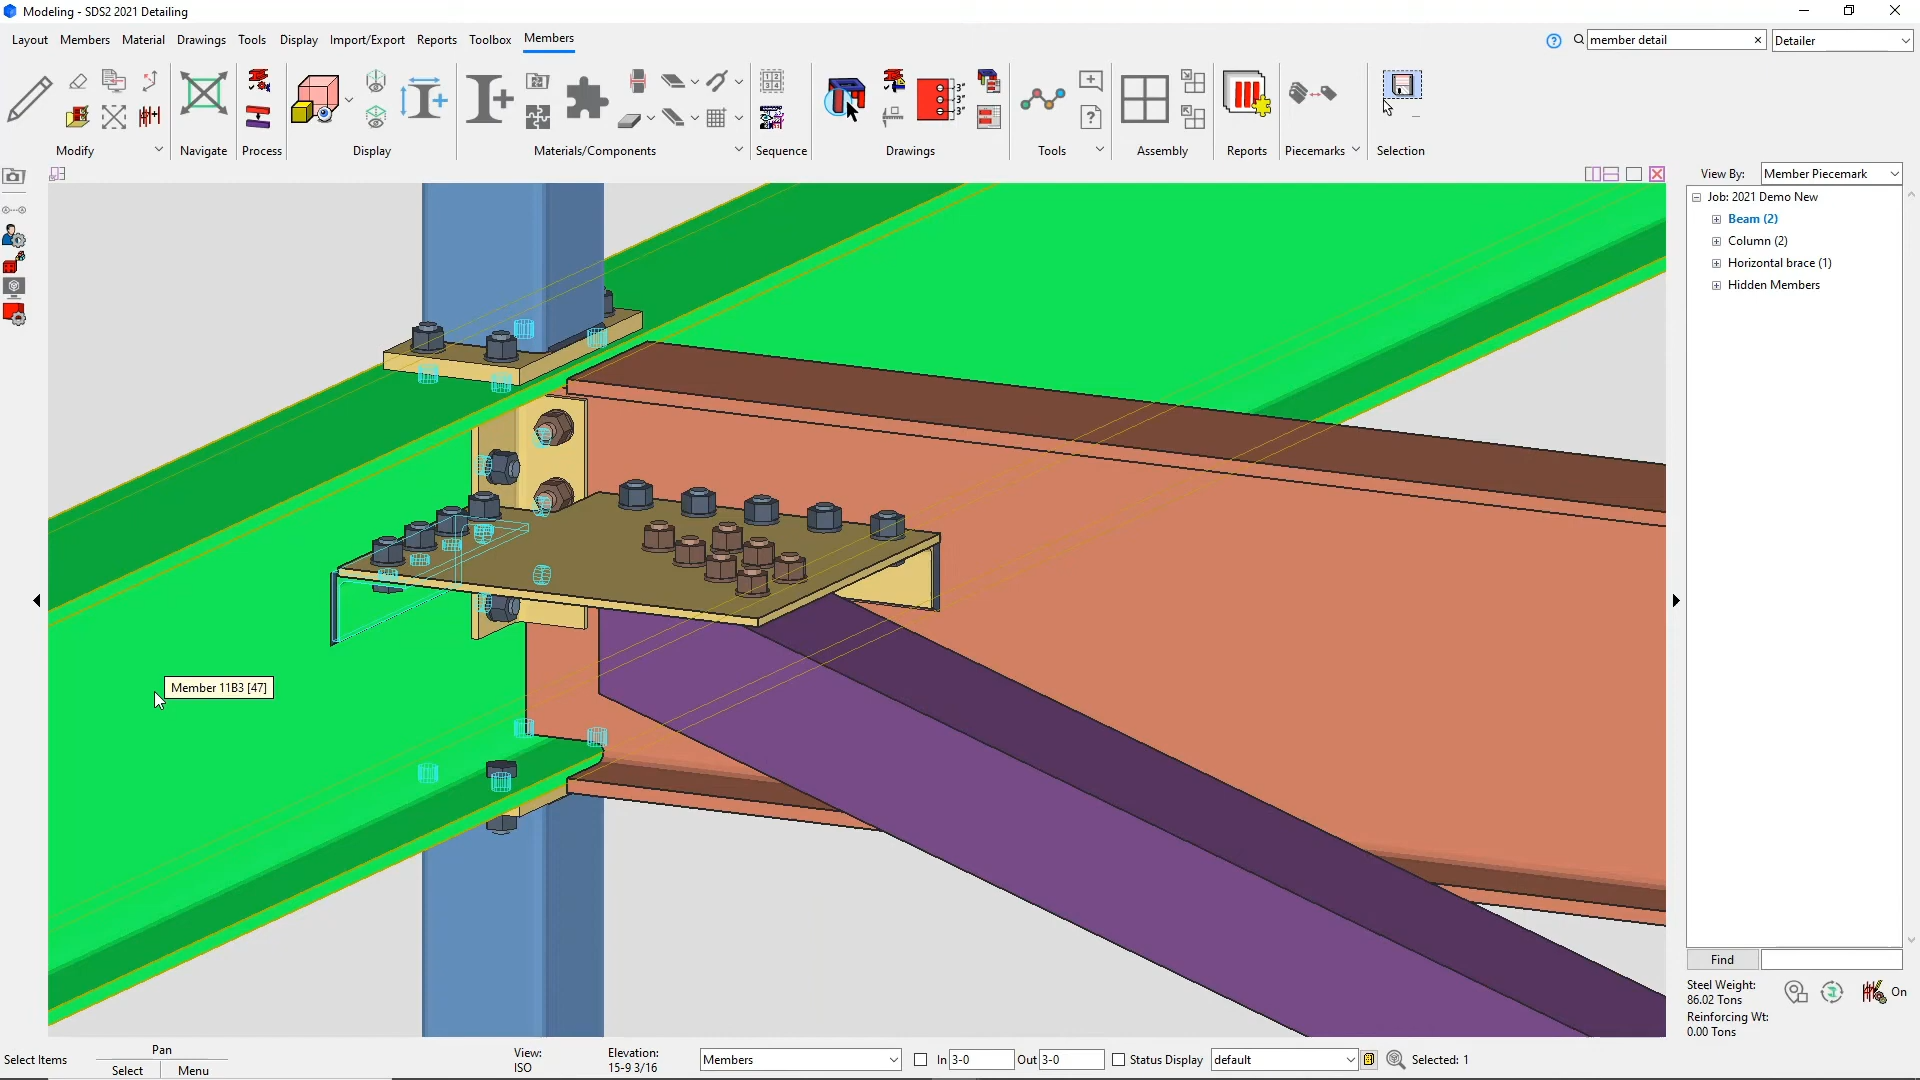 Modeling - SDS2 2021 Detailing
Layout Members Material Drawings Tools Display Import/Export Reports Toolbox Members
member detail
Detailer
3"
3"
3"
Modify Navigate Process Display Materials/Components Sequence Drawings Tools Assembly Reports Piecemarks Selection
View By: Member Piecemark
Job: 2021 Demo New
Beam (2)
Column (2)
Horizontal brace (1)
Hidden Members
Member 11B3 [47]
Find
Steel Weight:
86.02 Tons
On
Reinforcing Wt:
0.00 Tons
Select Items
Pan
Select Menu
View:
ISO
Elevation:
15-9 3/16
Members
In 3-0
Out 3-0
Status Display
default
Selected: 1